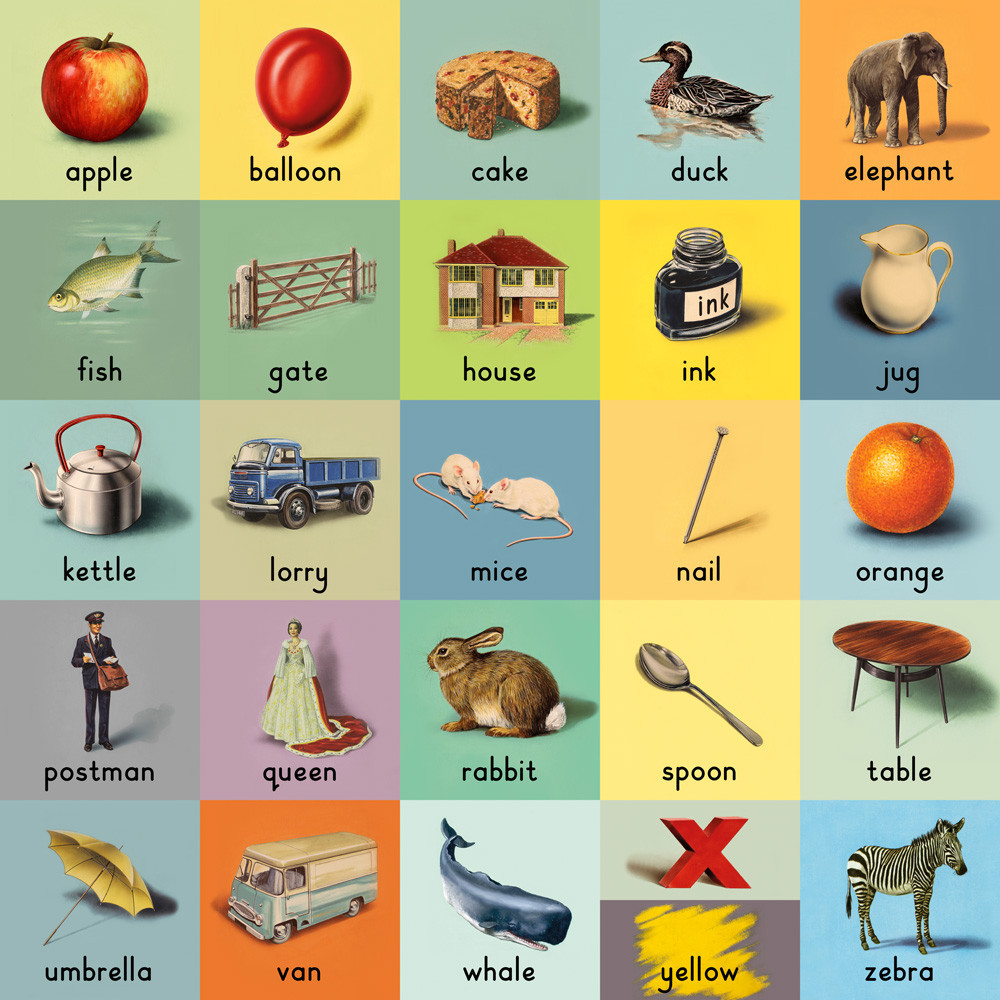 apple
balloon
cake
duck
elephant
fish
gate
house
ink
ink
jug
kettle
lorry
mice
nail
orange
postman
queen
rabbit
spoon
table
umbrella
van
whale
X
yellow
zebra